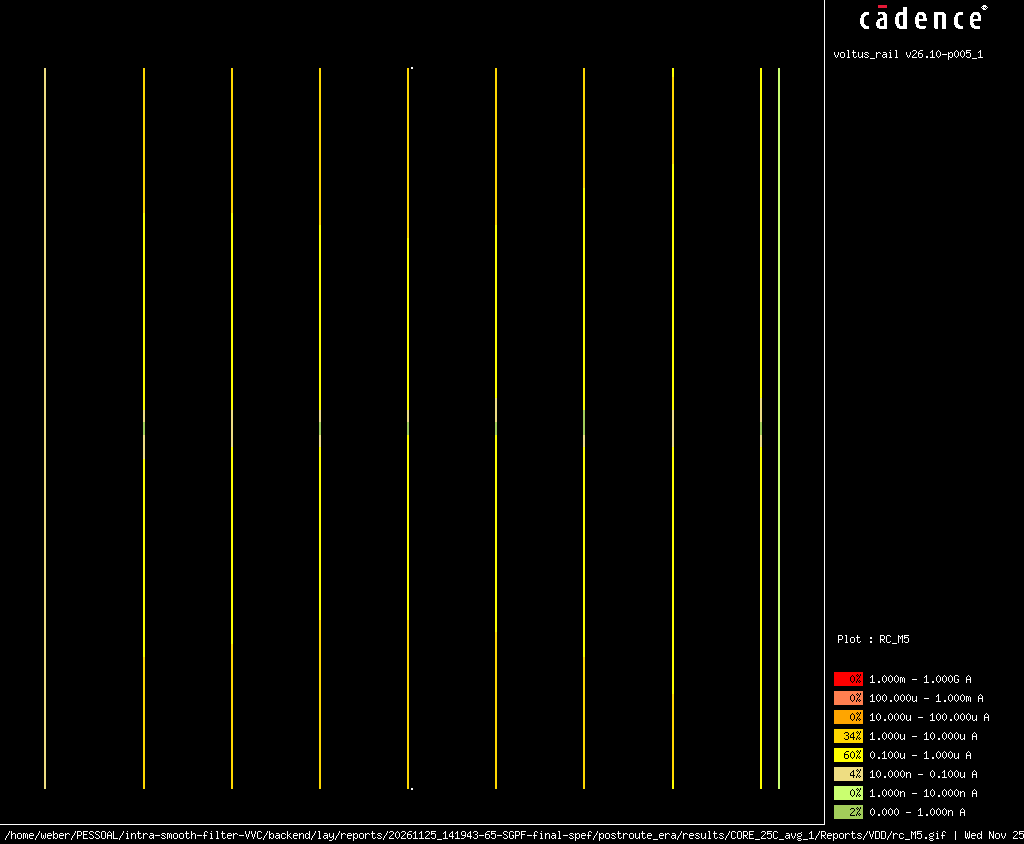 cādence®
voltus_rail v26.10-p005_1
Plot : RC_M5
0% 1.000m - 1.000G A
0% 100.000u - 1.000m A
0% 10.000u - 100.000u A
34% 1.000u - 10.000u A
60% 0.100u - 1.000u A
4% 10.000n - 0.100u A
0% 1.000n - 10.000n A
2% 0.000 - 1.000n A
/home/weber/PESSOAL/intra-smooth-filter-VVC/backend/lay/reports/20261125_141943-65-SGPF-final-spef/postroute_era/results/CORE_25C_avg_1/Reports/VDD/rc_M5.gif | Wed Nov 25